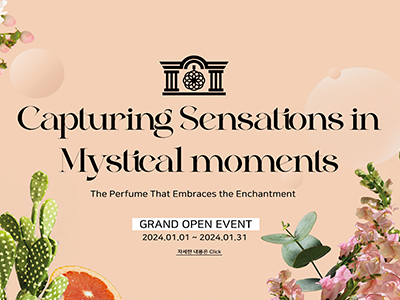 Capturing Sensations in
Mystical moments
The Perfume That Embraces the Enchantment
GRAND OPEN EVENT
2024.01.01 ~ 2024.01.31
자세한 내용은 Click